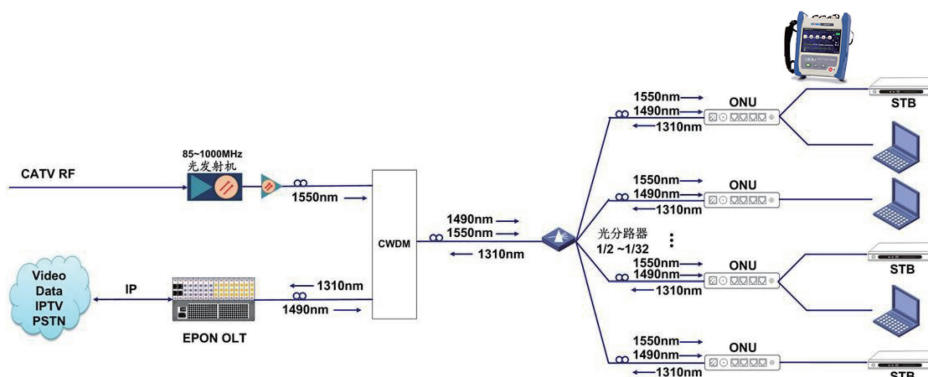 1550nm
1490nm
1310nm
ONU
STB
85~1000MHz
光发射机
CATV RF
1550nm
1550nm
1490nm
1310nm
ONU
1490nm
1550nm
1310nm
CWDM
光分路器
1/2 ~1/32
Video
Data
IPTV
PSTN
IP
1310nm
1490nm
EPON OLT
1550nm
1490nm
1310nm
ONU
STB
1550nm
1490nm
1310nm
ONU
STB